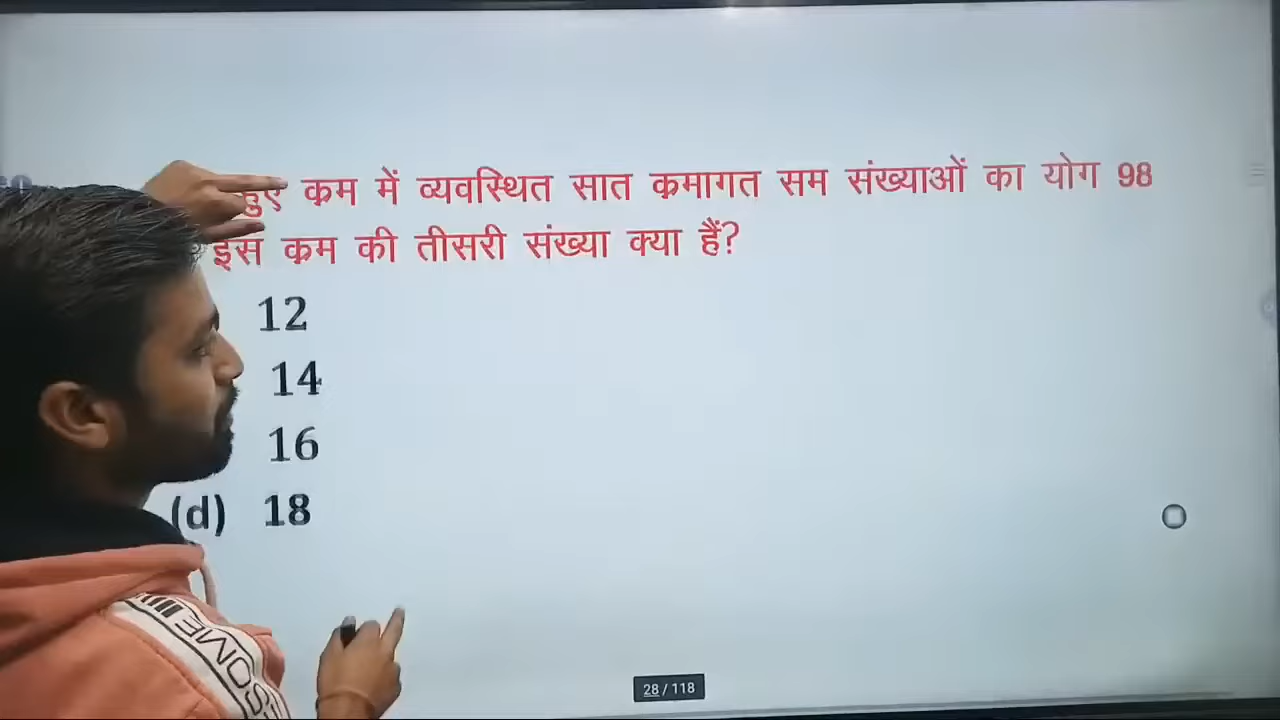 हुए क्रम में व्यवस्थित सात क्रमागत सम संख्याओं का योग 98
इस क्रम की तीसरी संख्या क्या हैं?
12
14
16
(d) 18
28 / 118